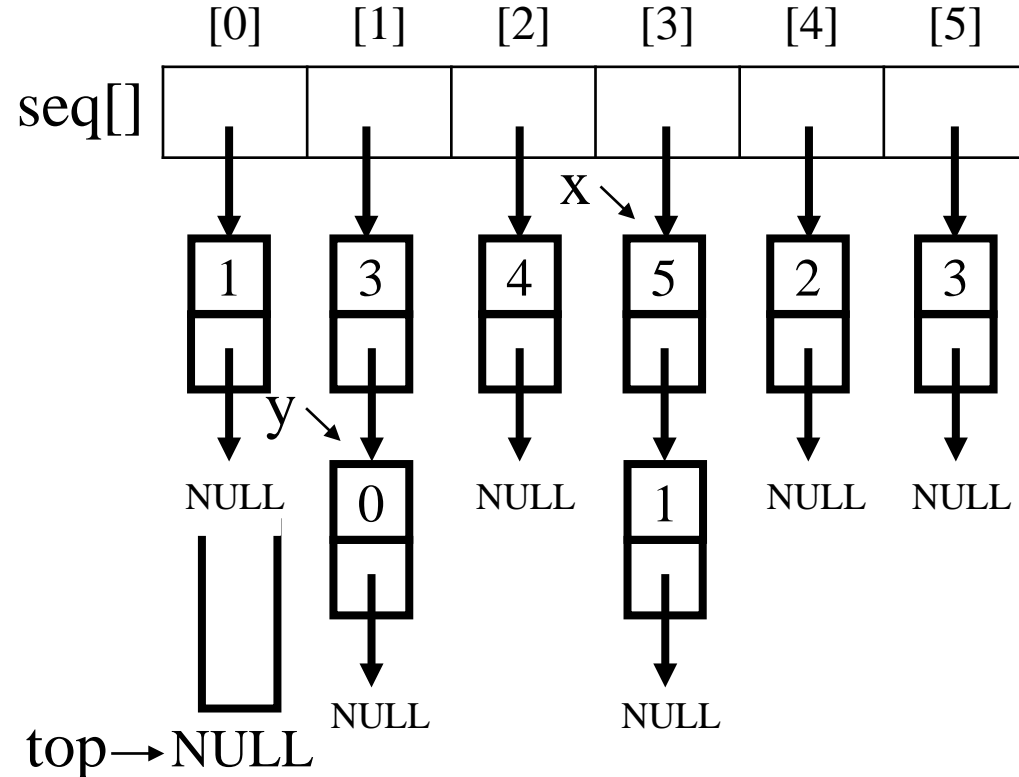 [0] [1] [2] [3] [4] [5]
seq[]
x
1 3 4 5 2 3
y
NULL 0 NULL 1 NULL NULL
NULL NULL
top NULL